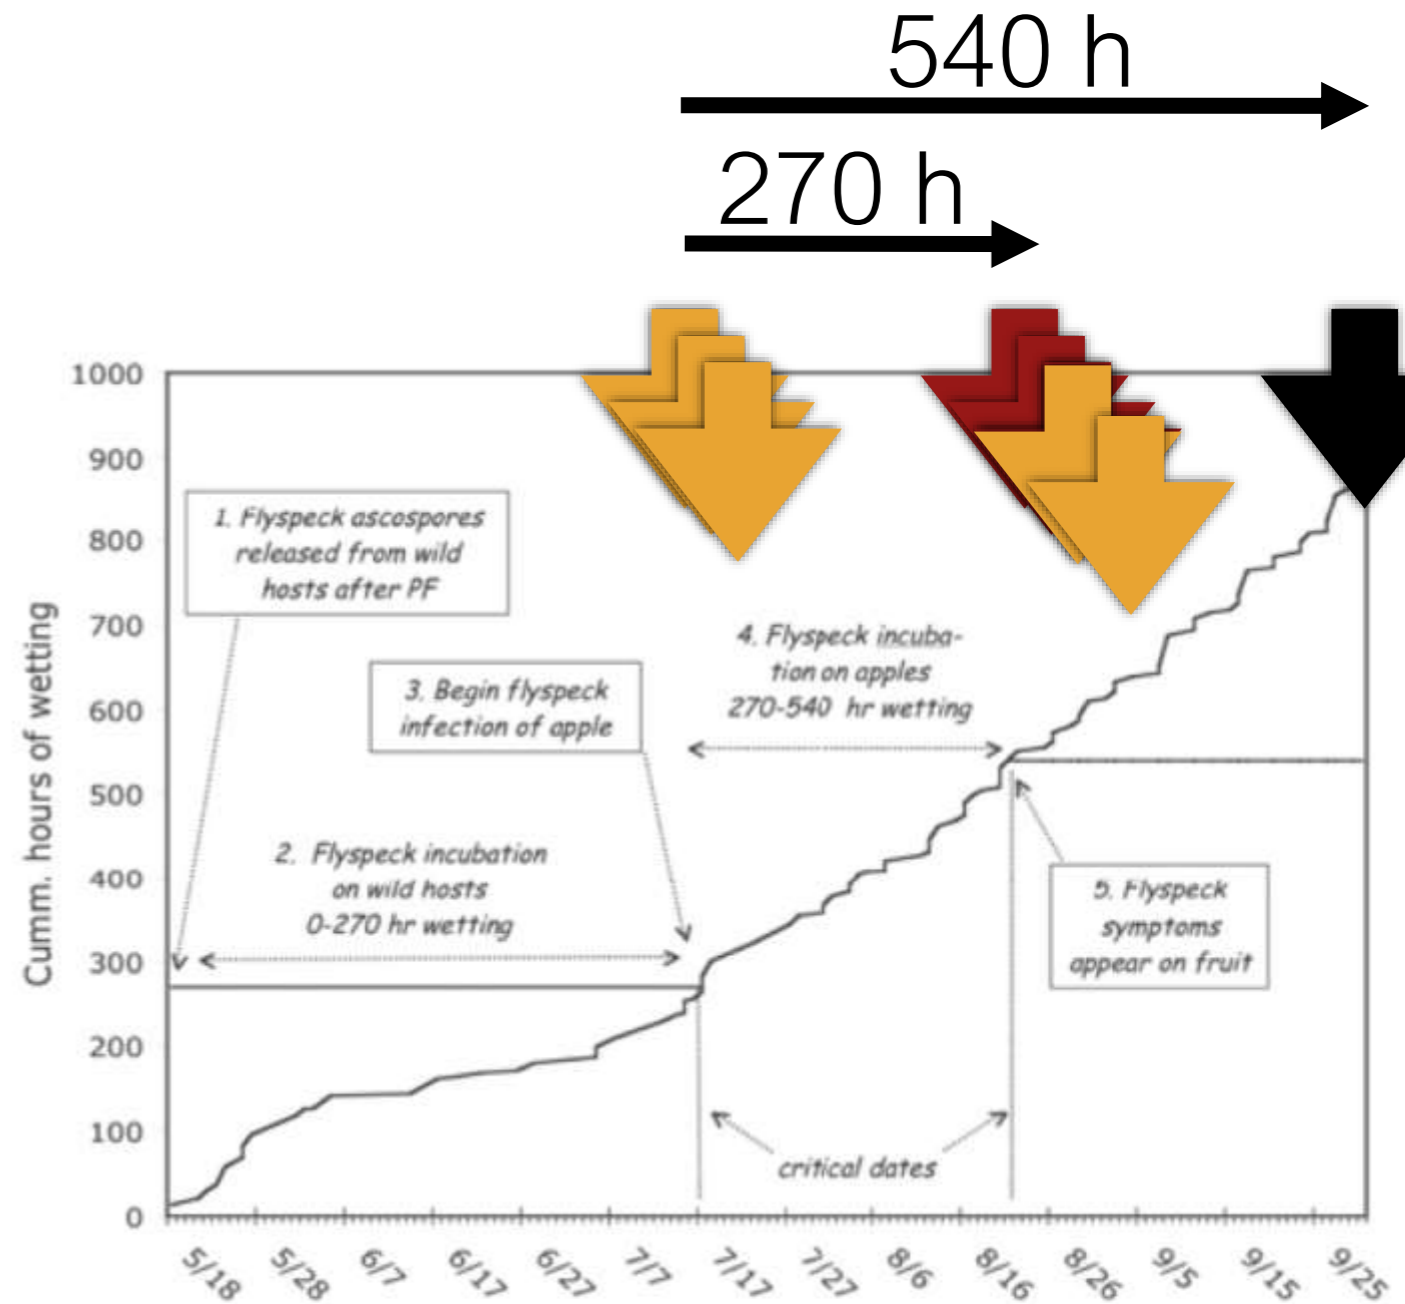 540 h
270 h
Cumm. hours of wetting
1000
900
800
700
600
500
400
300
200
100
0
1. Flyspeck ascospores
released from wild
hosts after PF
3. Begin flyspeck
infection of apple
4. Flyspeck incuba-
tion on apples
270-540 hr wetting
2. Flyspeck incubation
on wild hosts
0-270 hr wetting
5. Flyspeck
symptoms
appear on fruit
critical dates
5/18
5/28
6/7
6/17
6/27
7/7
7/17
7/27
8/6
8/16
8/26
9/5
9/15
9/25